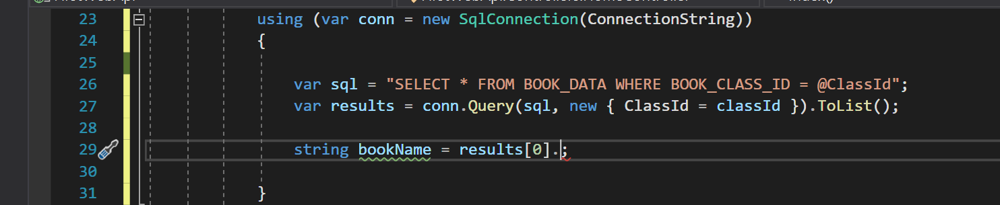 23 using (var conn = new SqlConnection(ConnectionString))
24 {
25
26 var sql = "SELECT * FROM BOOK_DATA WHERE BOOK_CLASS_ID = @ClassId";
27 var results = conn.Query(sql, new { ClassId = classId }).ToList();
28
29 string bookName = results[0].;
30
31 }